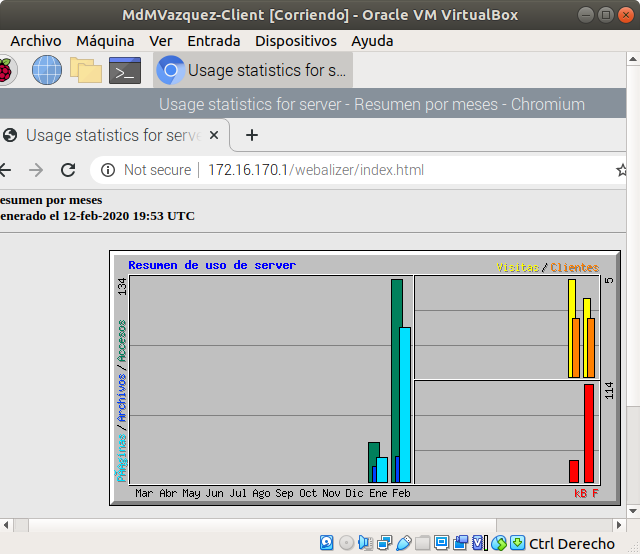 MdMVazquez-Client [Corriendo] - Oracle VM VirtualBox
Archivo Máquina Ver Entrada Dispositivos Ayuda
Usage statistics for s...
Usage statistics for server - Resumen por meses - Chromium
Usage statistics for serve
Not secure 172.16.170.1/webalizer/index.html
esumen por meses
enerado el 12-feb-2020 19:53 UTC
Resumen de uso de server
Visitas/Clientes
134
5
Páginas/Archivos/Accesos
114
Mar Abr May Jun Jul Ago Sep Oct Nov Dic Ene Feb
kB F
Ctrl Derecho